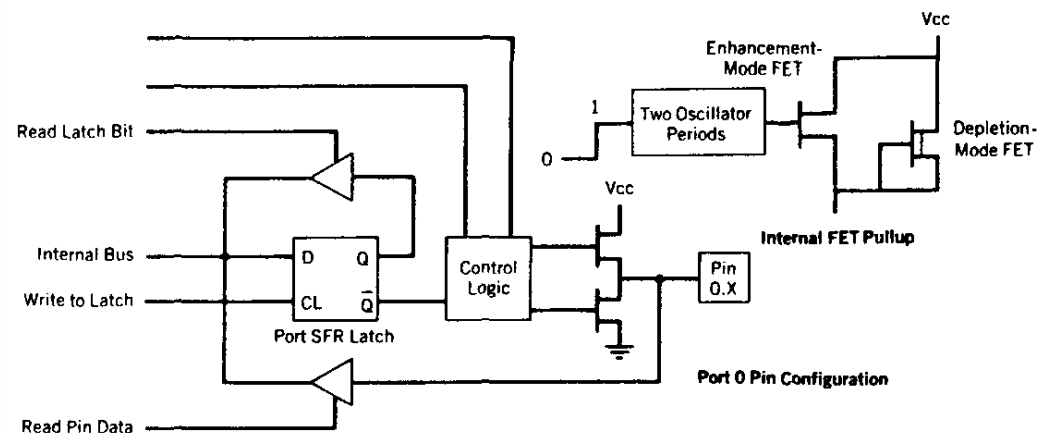 Vcc
Enhancement-
Mode FET
1
Two Oscillator
Periods
0
Depletion-
Mode FET
Read Latch Bit
Vcc
Internal FET Pullup
Internal Bus
D
Q
Control
Logic
Pin
0.X
Write to Latch
CL
Q̅
Port SFR Latch
Port 0 Pin Configuration
Read Pin Data